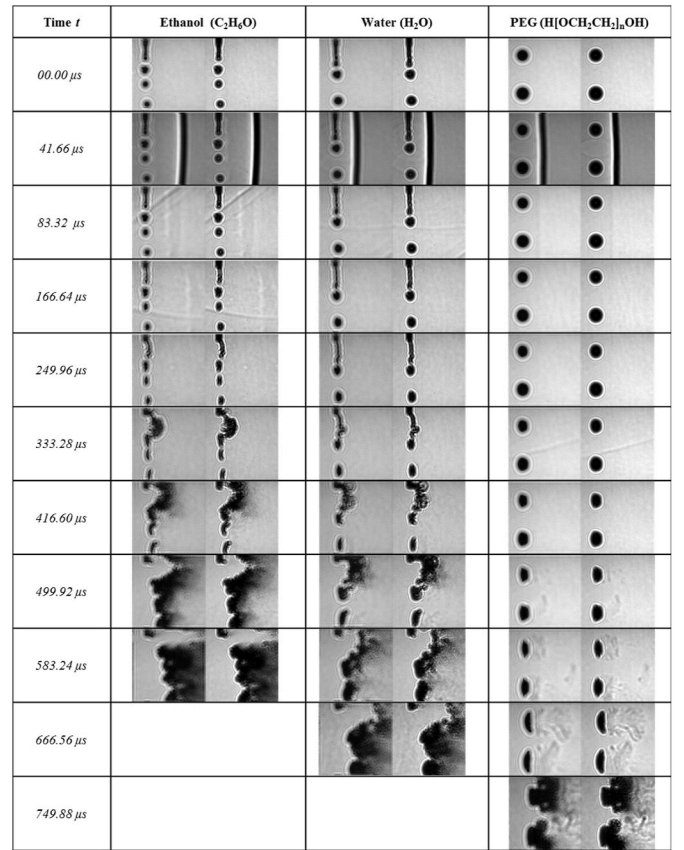 Time t Ethanol (C₂H₆O) Water (H₂O) PEG (H[OCH₂CH₂]ₙOH)
00.00 μs
41.66 μs
83.32 μs
166.64 μs
249.96 μs
333.28 μs
416.60 μs
499.92 μs
583.24 μs
666.56 μs
749.88 μs